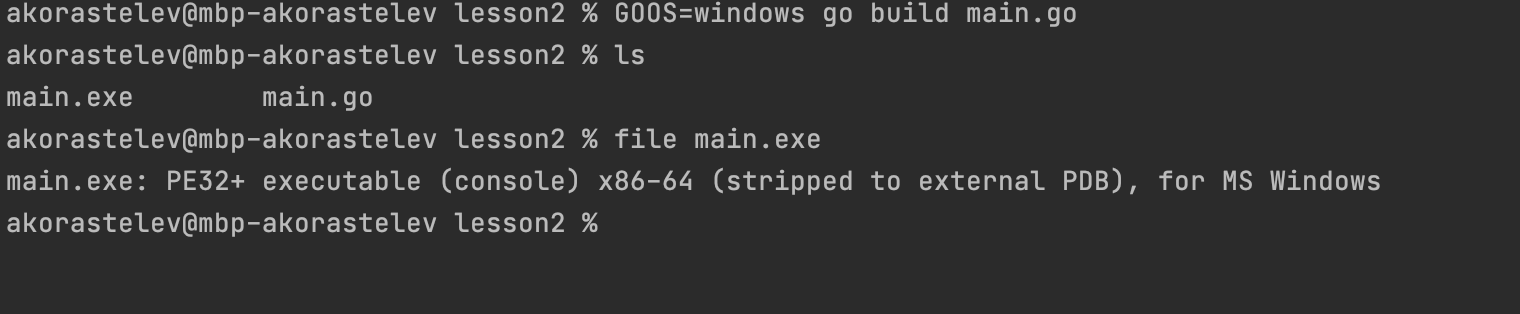 akorastelev@mbp-akorastelev lesson2 % GOOS=windows go build main.go
akorastelev@mbp-akorastelev lesson2 % ls
main.exe        main.go
akorastelev@mbp-akorastelev lesson2 % file main.exe
main.exe: PE32+ executable (console) x86-64 (stripped to external PDB), for MS Windows
akorastelev@mbp-akorastelev lesson2 %